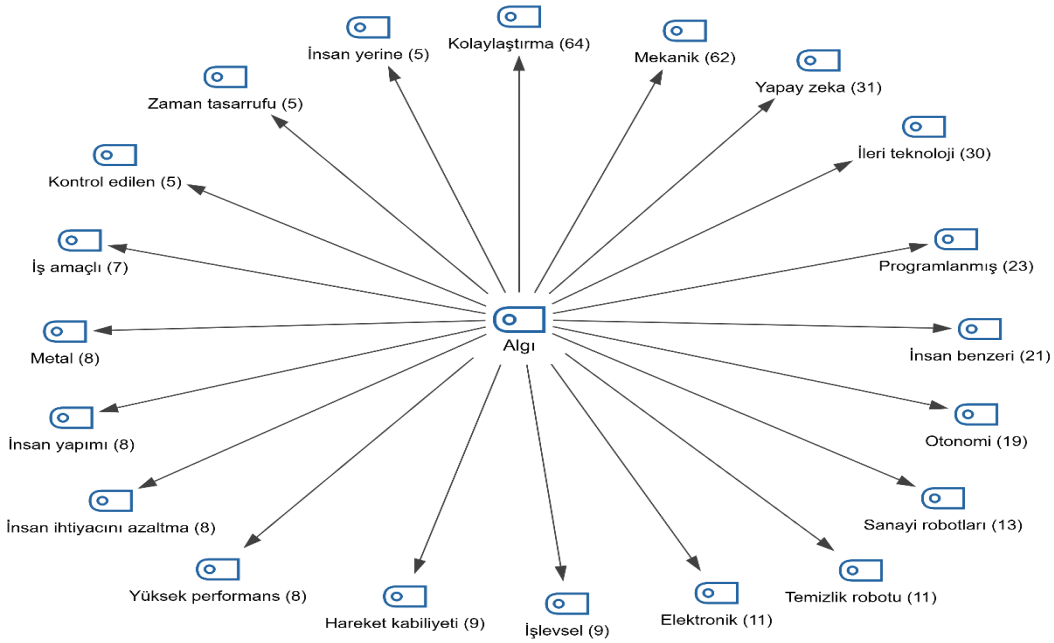 Kolaylaştırma (64)
Mekanik (62)
Yapay zeka (31)
İleri teknoloji (30)
Programlanmış (23)
İnsan benzeri (21)
Otonomi (19)
Sanayi robotları (13)
Temizlik robotu (11)
Elektronik (11)
İşlevsel (9)
Hareket kabiliyeti (9)
Yüksek performans (8)
İnsan ihtiyacını azaltma (8)
İnsan yapımı (8)
Metal (8)
İş amaçlı (7)
Kontrol edilen (5)
Zaman tasarrufu (5)
İnsan yerine (5)
Algı